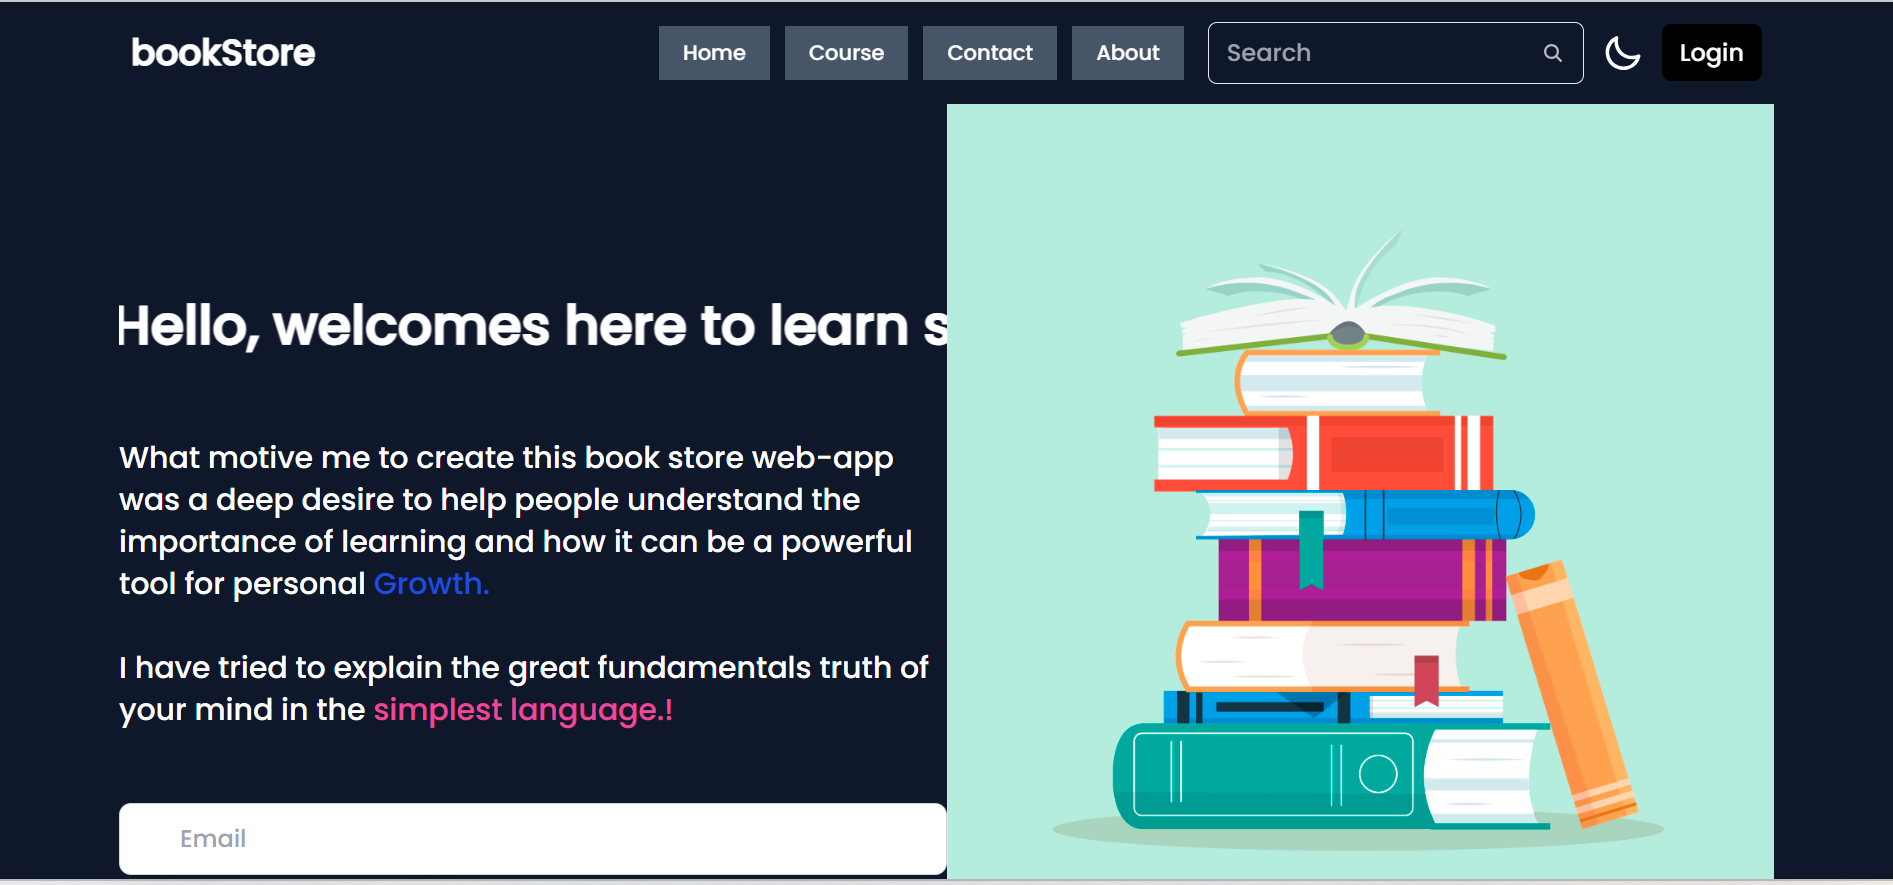 bookStore
Home
Course
Contact
About
Search
Login
Hello, welcomes here to learn s
What motive me to create this book store web-app
was a deep desire to help people understand the
importance of learning and how it can be a powerful
tool for personal Growth.
I have tried to explain the great fundamentals truth of
your mind in the simplest language.!
Email